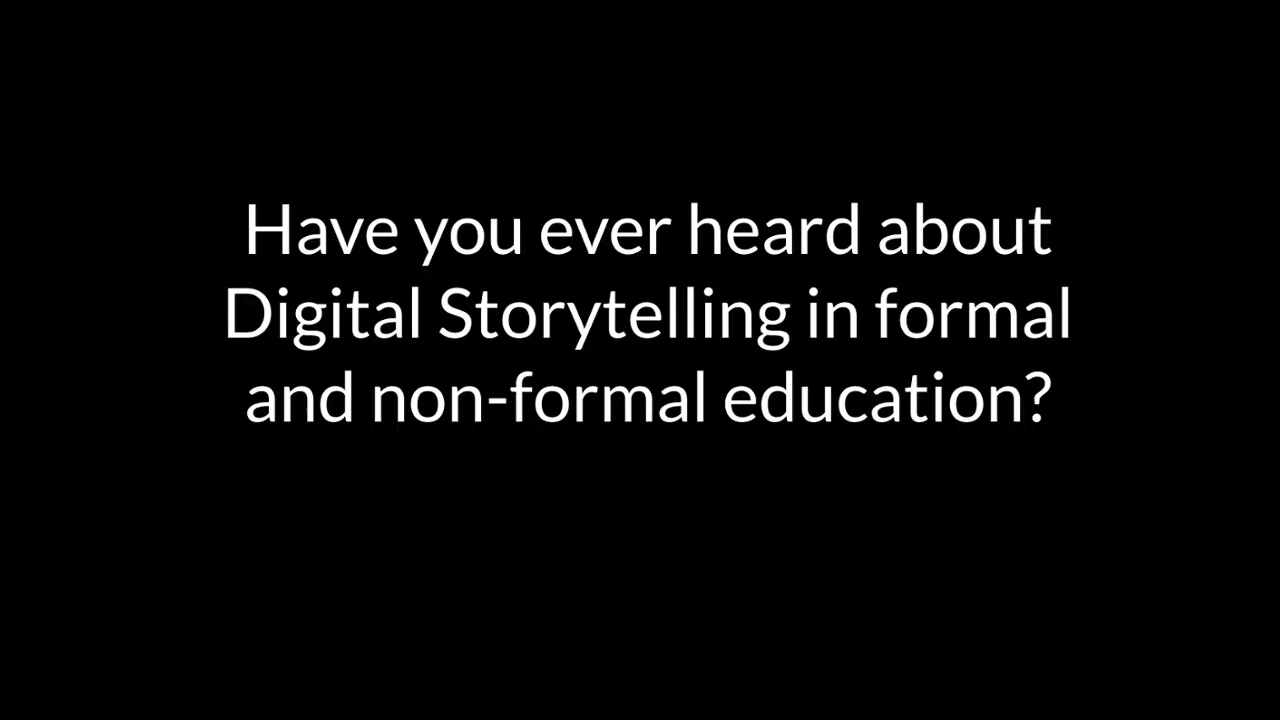 Have you ever heard about
Digital Storytelling in formal
and non-formal education?